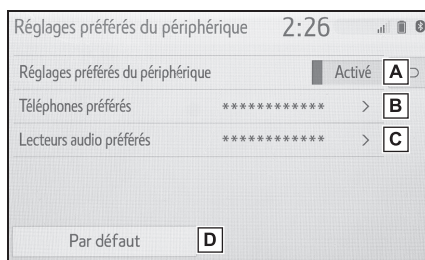 Réglages préférés du périphérique 2:26
Réglages préférés du périphérique Activé A
Téléphones préférés ************ > B
Lecteurs audio préférés ************ > C
Par défaut D